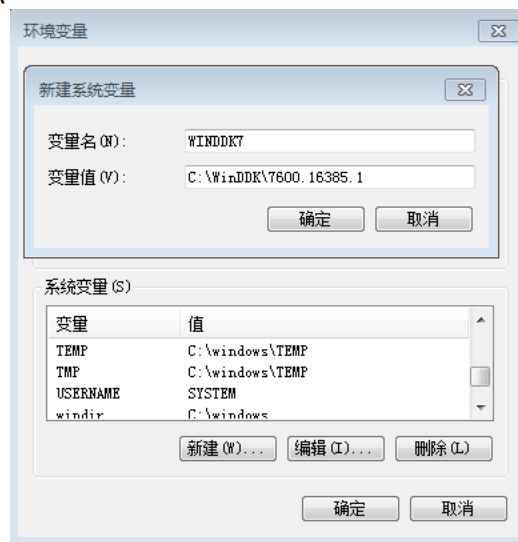 环境变量
新建系统变量
变量名(N): WINDDK7
变量值(V): C:\WinDDK\7600.16385.1
确定 取消
系统变量(S)
变量 值
TEMP C:\windows\TEMP
TMP C:\windows\TEMP
USERNAME SYSTEM
windir C:\windows
新建(W)... 编辑(I)... 删除(L)
确定 取消